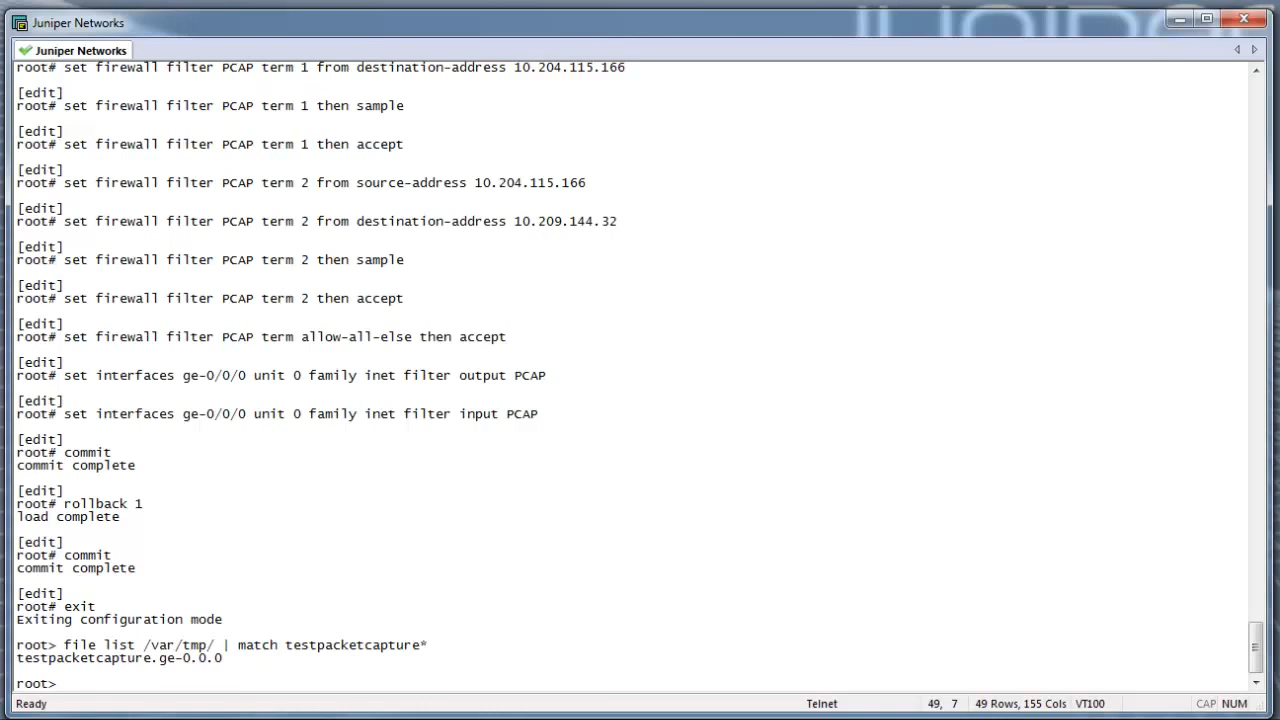 Juniper Networks
Juniper Networks
root# set firewall filter PCAP term 1 from destination-address 10.204.115.166
[edit]
root# set firewall filter PCAP term 1 then sample
[edit]
root# set firewall filter PCAP term 1 then accept
[edit]
root# set firewall filter PCAP term 2 from source-address 10.204.115.166
[edit]
root# set firewall filter PCAP term 2 from destination-address 10.209.144.32
[edit]
root# set firewall filter PCAP term 2 then sample
[edit]
root# set firewall filter PCAP term 2 then accept
[edit]
root# set firewall filter PCAP term allow-all-else then accept
[edit]
root# set interfaces ge-0/0/0 unit 0 family inet filter output PCAP
[edit]
root# set interfaces ge-0/0/0 unit 0 family inet filter input PCAP
[edit]
root# commit
commit complete
[edit]
root# rollback 1
load complete
[edit]
root# commit
commit complete
[edit]
root# exit
Exiting configuration mode
root> file list /var/tmp/ | match testpacketcapture*
testpacketcapture.ge-0.0.0
root>
Ready Telnet 49, 7 49 Rows, 155 Cols VT100 CAP NUM